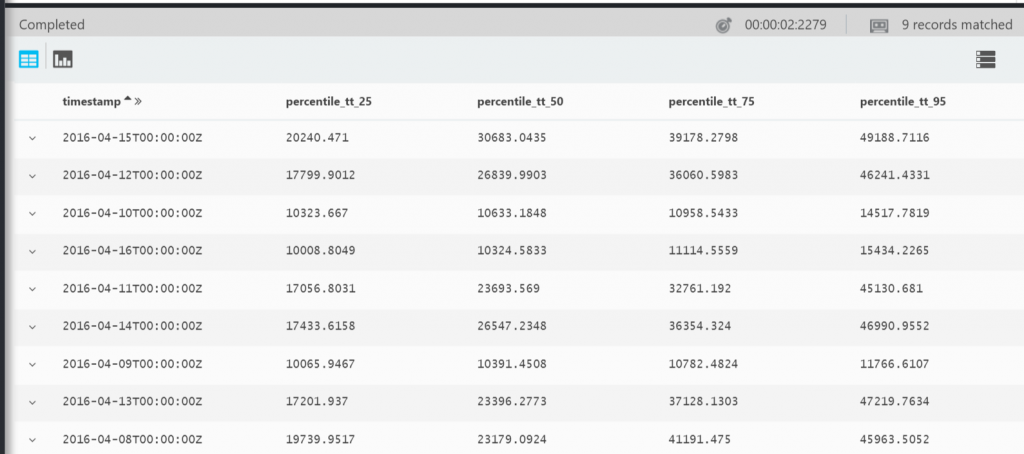 Completed 00:00:02:2279 9 records matched
timestamp percentile_tt_25 percentile_tt_50 percentile_tt_75 percentile_tt_95
2016-04-15T00:00:00Z 20240.471 30683.0435 39178.2798 49188.7116
2016-04-12T00:00:00Z 17799.9012 26839.9903 36060.5983 46241.4331
2016-04-10T00:00:00Z 10323.667 10633.1848 10958.5433 14517.7819
2016-04-16T00:00:00Z 10008.8049 10324.5833 11114.5559 15434.2265
2016-04-11T00:00:00Z 17056.8031 23693.569 32761.192 45130.681
2016-04-14T00:00:00Z 17433.6158 26547.2348 36354.324 46990.9552
2016-04-09T00:00:00Z 10065.9467 10391.4508 10782.4824 11766.6107
2016-04-13T00:00:00Z 17201.937 23396.2773 37128.1303 47219.7634
2016-04-08T00:00:00Z 19739.9517 23179.0924 41191.475 45963.5052